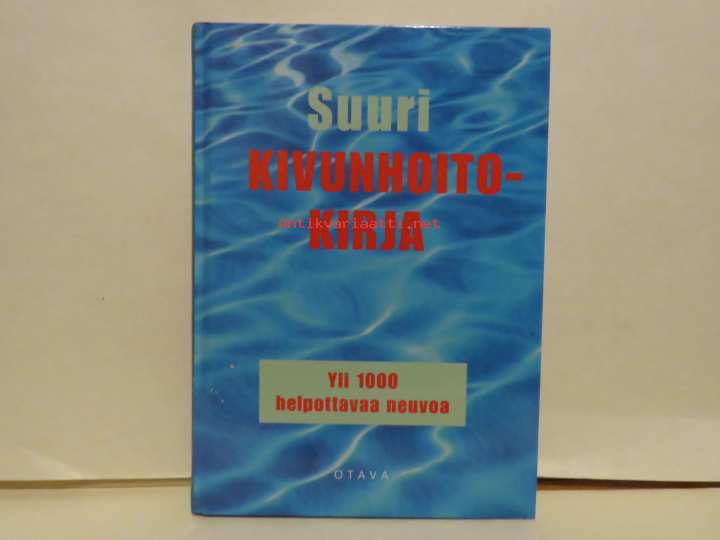 Suuri
KIVUNHOITO-
antikvariaatti.net
KIRJA
Yli 1000
helpottavaa neuvoa
OTAVA